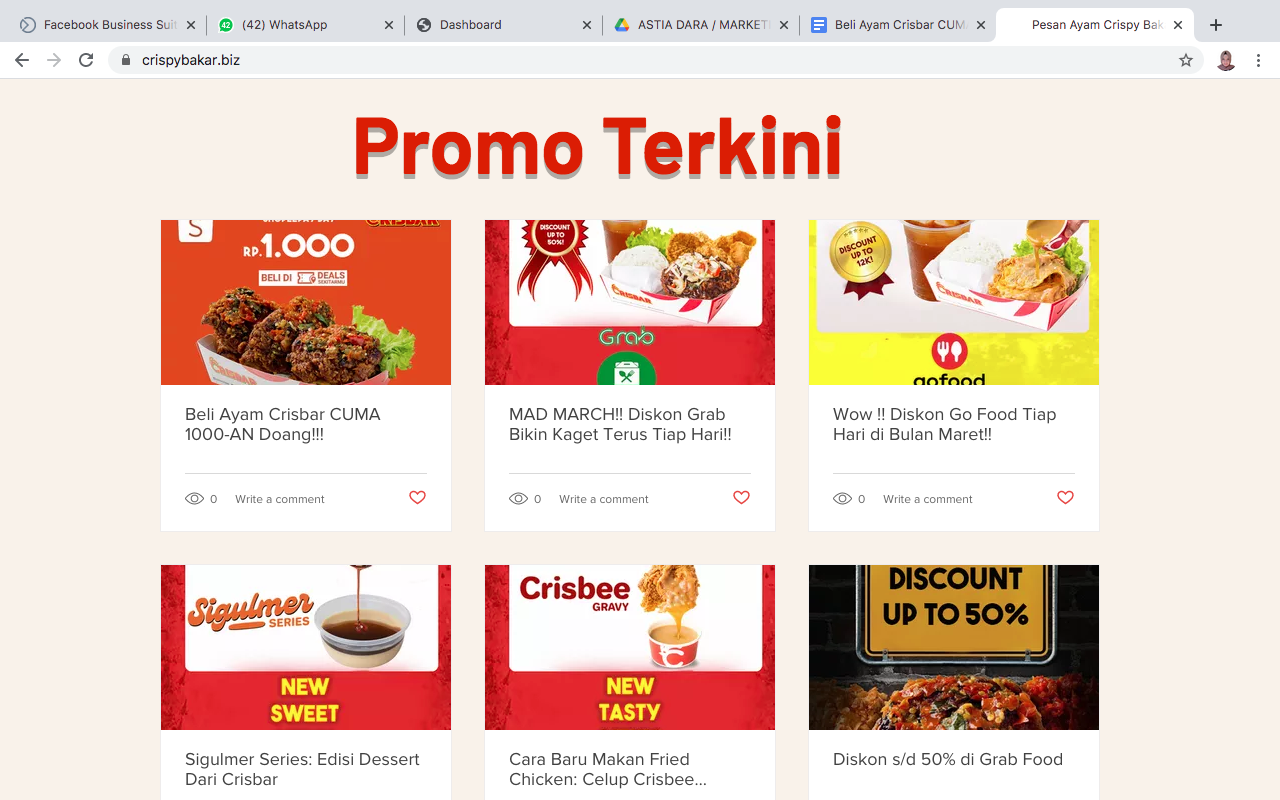 Facebook Business Suit
(42) WhatsApp
Dashboard
ASTIA DARA / MARKETI
Beli Ayam Crisbar CUM
Pesan Ayam Crispy Bak
crispybakar.biz
Promo Terkini
S
CRISBAR
RP.1.000
BELI DI DEALS SEKITARMU
CRISBAR
Beli Ayam Crisbar CUMA
1000-AN Doang!!!
0 Write a comment
DISCOUNT
UP TO
50%!
CRISBAR
Grab
MAD MARCH!! Diskon Grab
Bikin Kaget Terus Tiap Hari!!
0 Write a comment
DISCOUNT
UP TO
12K!
CRISBAR
gofood
Wow !! Diskon Go Food Tiap
Hari di Bulan Maret!!
0 Write a comment
Sigulmer
SERIES
NEW
SWEET
Sigulmer Series: Edisi Dessert
Dari Crisbar
Crisbee
GRAVY
NEW
TASTY
Cara Baru Makan Fried
Chicken: Celup Crisbee...
DISCOUNT
UP TO 50%
Diskon s/d 50% di Grab Food